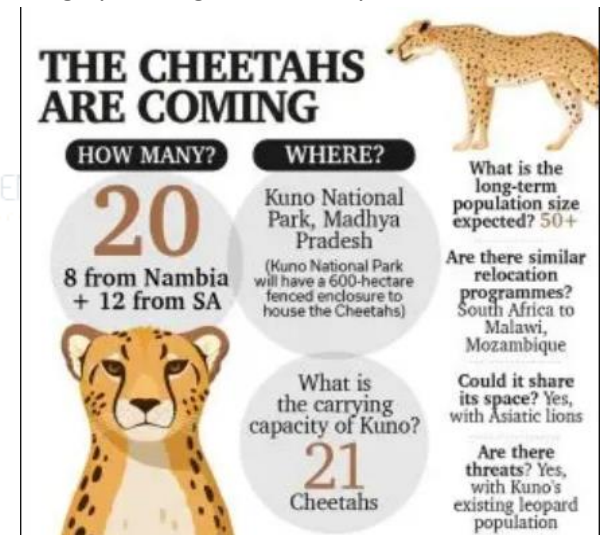 THE CHEETAHS
ARE COMING
HOW MANY?
20
8 from Nambia
+ 12 from SA
WHERE?
Kuno National
Park, Madhya
Pradesh
(Kuno National Park
will have a 600-hectare
fenced enclosure to
house the Cheetahs)
What is
the carrying
capacity of Kuno?
21
Cheetahs
What is the
long-term
population size
expected? 50+
Are there similar
relocation
programmes?
South Africa to
Malawi,
Mozambique
Could it share
its space? Yes,
with Asiatic lions
Are there
threats? Yes,
with Kuno's
existing leopard
population